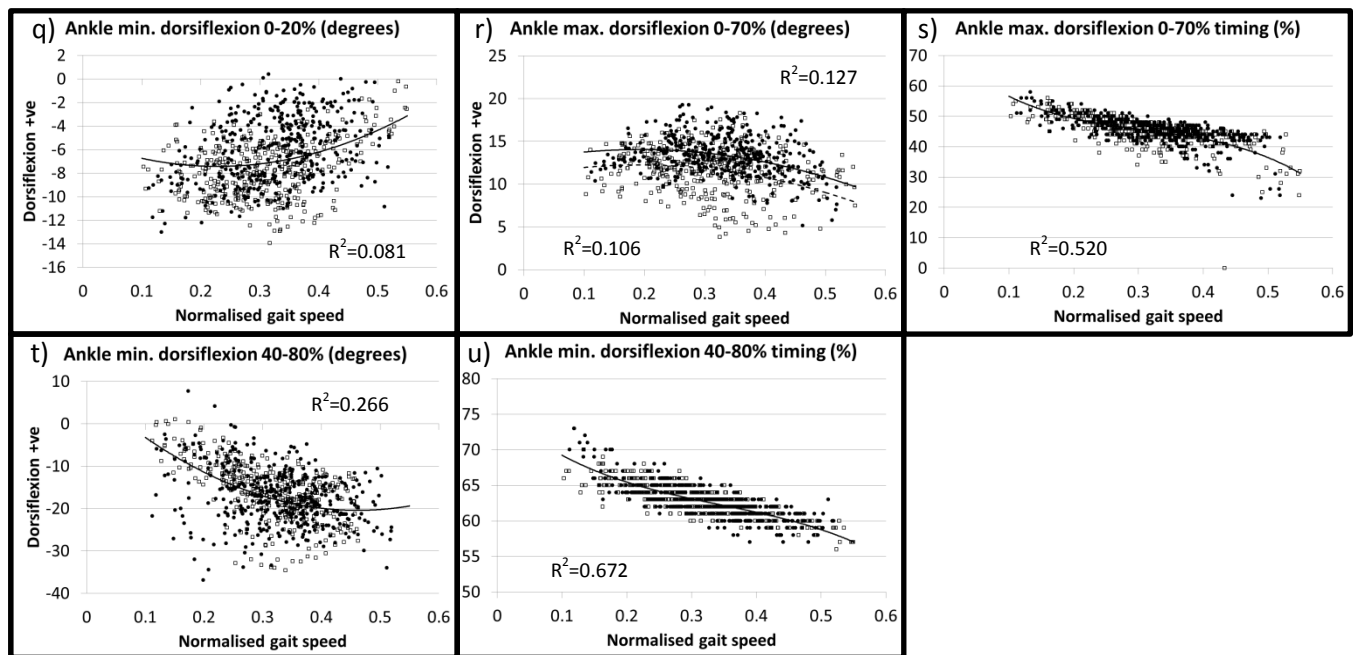 q) Ankle min. dorsiflexion 0-20% (degrees)
Dorsiflexion +ve
2
0
-2
-4
-6
-8
-10
-12
-14
-16
R²=0.081
0 0.1 0.2 0.3 0.4 0.5 0.6
Normalised gait speed
r) Ankle max. dorsiflexion 0-70% (degrees)
Dorsiflexion +ve
25
20
15
10
5
0
R²=0.127
R²=0.106
0 0.1 0.2 0.3 0.4 0.5 0.6
Normalised gait speed
s) Ankle max. dorsiflexion 0-70% timing (%)
70
60
50
40
30
20
10
0
R²=0.520
0 0.1 0.2 0.3 0.4 0.5 0.6
Normalised gait speed
t) Ankle min. dorsiflexion 40-80% (degrees)
Dorsiflexion +ve
10
0
-10
-20
-30
-40
R²=0.266
0 0.1 0.2 0.3 0.4 0.5 0.6
Normalised gait speed
u) Ankle min. dorsiflexion 40-80% timing (%)
80
75
70
65
60
55
50
R²=0.672
0 0.1 0.2 0.3 0.4 0.5 0.6
Normalised gait speed